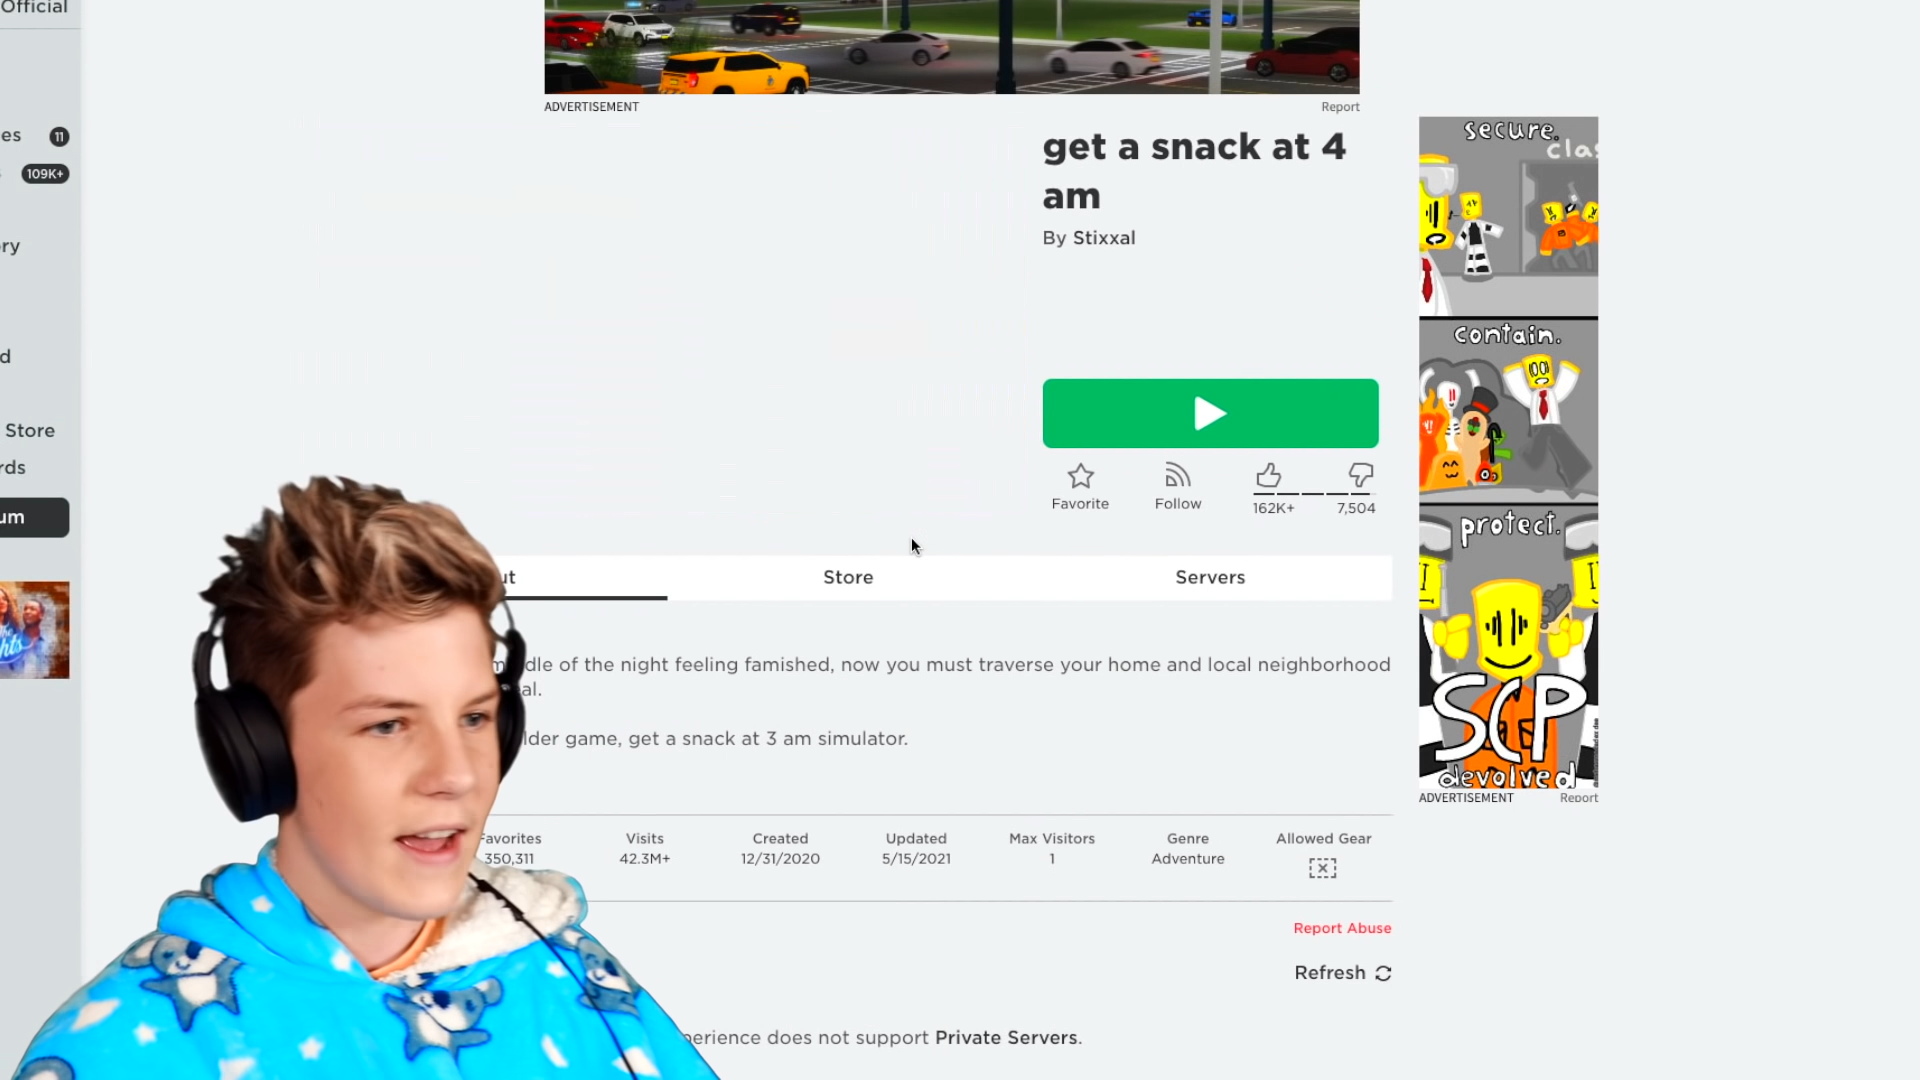 Official
ADVERTISEMENT
Report
get a snack at 4
am
By Stixxal
es
11
109K+
ry
d
Store
rds
um
Favorite
Follow
162K+
7,504
ut
Store
Servers
dle of the night feeling famished, now you must traverse your home and local neighborhood
al.
lder game, get a snack at 3 am simulator.
Favorites
Visits
Created
Updated
Max Visitors
Genre
Allowed Gear
350,311
42.3M+
12/31/2020
5/15/2021
1
Adventure
Report Abuse
Refresh
perience does not support Private Servers.
secure.
clas
contain.
protect.
SCP
devolved
ADVERTISEMENT
Report